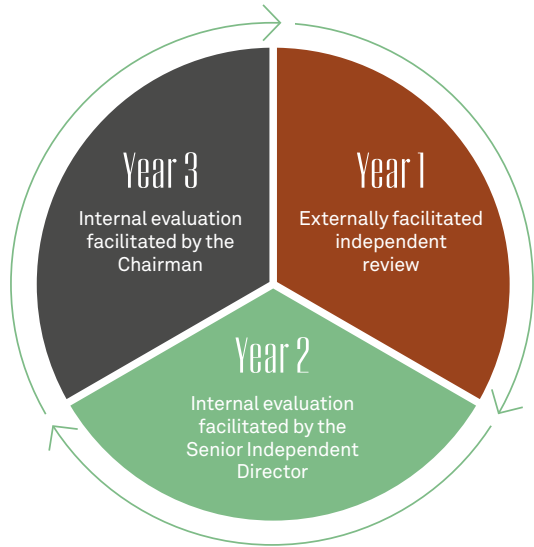 Year 3
Internal evaluation
facilitated by the
Chairman
Year 1
Externally facilitated
independent
review
Year 2
Internal evaluation
facilitated by the
Senior Independent
Director